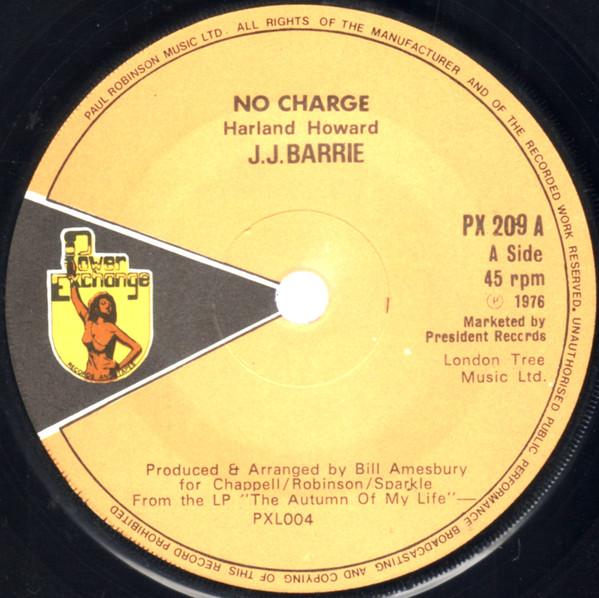 PAUL ROBINSON MUSIC LTD. ALL RIGHTS OF THE MANUFACTURER AND OF THE RECORDED WORK RESERVED. UNAUTHORISED PUBLIC PERFORMANCE BROADCASTING AND COPYING OF THIS RECORD PROHIBITED
NO CHARGE
Harland Howard
J.J.BARRIE
PX 209 A
A Side
45 rpm
Ⓟ 1976
Marketed by
President Records
London Tree
Music Ltd.
Power
Exchange
RECORDS AND TAPES
Produced & Arranged by Bill Amesbury
for Chappell/Robinson/Sparkle
From the LP "The Autumn Of My Life"—
PXL004